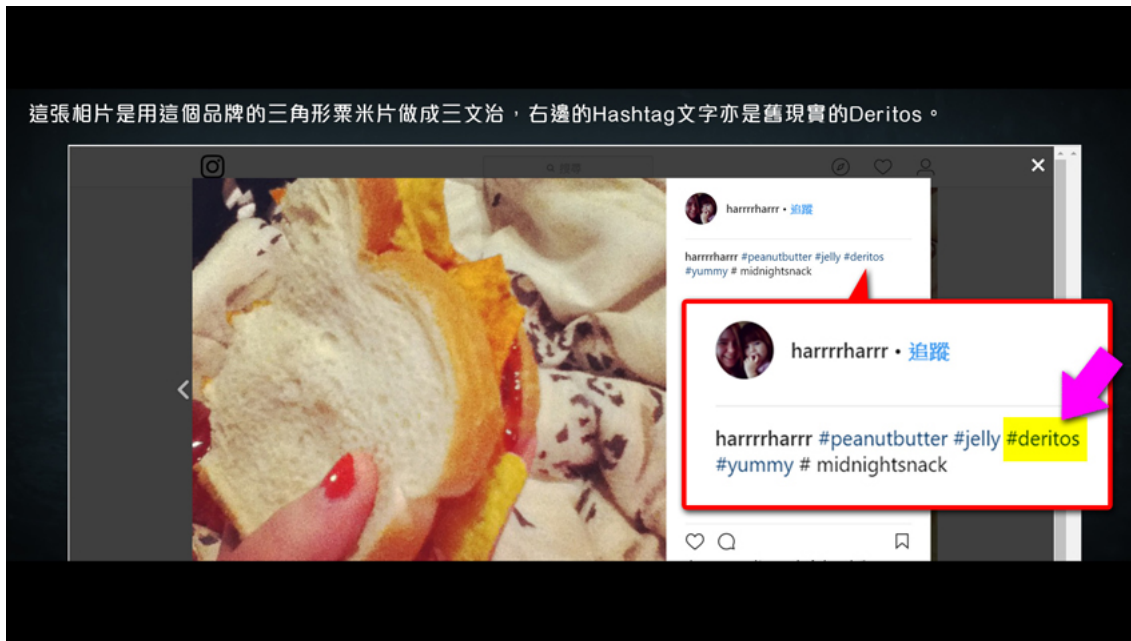 這張相片是用這個品牌的三角形粟米片做成三文治，右邊的Hashtag文字亦是舊現實的Deritos。
搜尋
harrrrharrr • 追蹤
harrrrharrr #peanutbutter #jelly #deritos
#yummy # midnightsnack
harrrrharrr • 追蹤
harrrrharrr #peanutbutter #jelly #deritos
#yummy # midnightsnack